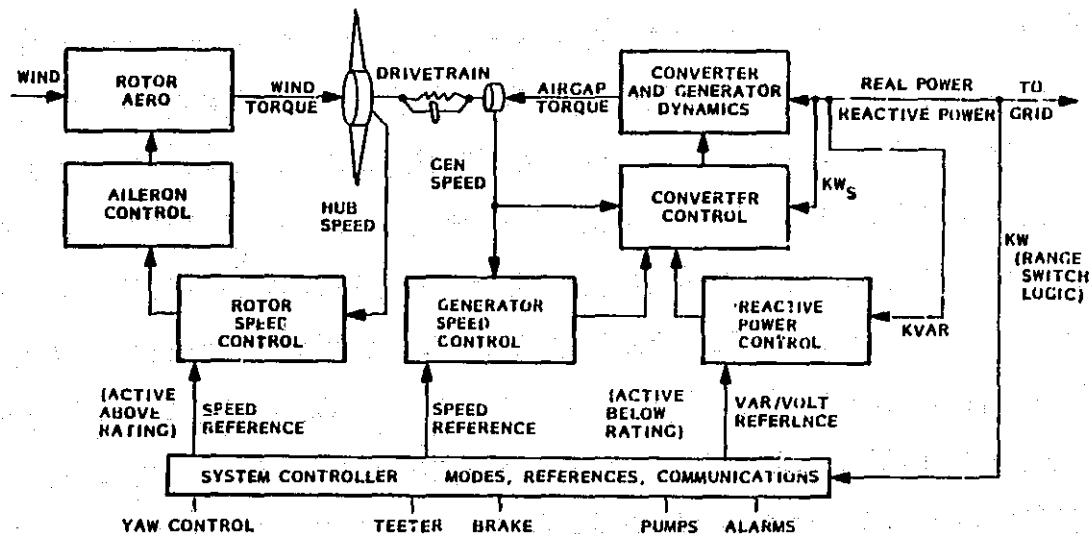 WIND
ROTOR
AERO
WIND
TORQUE
DRIVETRAIN
AIRGAP
TORQUE
CONVERTER
AND GENERATOR
DYNAMICS
REAL POWER
REACTIVE POWER
TO
GRID
AILERON
CONTROL
HUB
SPEED
GEN
SPEED
CONVERTER
CONTROL
KWS
KW
(RANGE
SWITCH
LOGIC)
ROTOR
SPEED
CONTROL
GENERATOR
SPEED
CONTROL
REACTIVE
POWER
CONTROL
KVAR
(ACTIVE
ABOVE
RATING)
SPEED
REFERENCE
SPEED
REFERENCE
(ACTIVE
BELOW
RATING)
VAR/VOLT
REFERENCE
SYSTEM CONTROLLER MODES, REFERENCES, COMMUNICATIONS
YAW CONTROL TEETER BRAKE PUMPS ALARMS